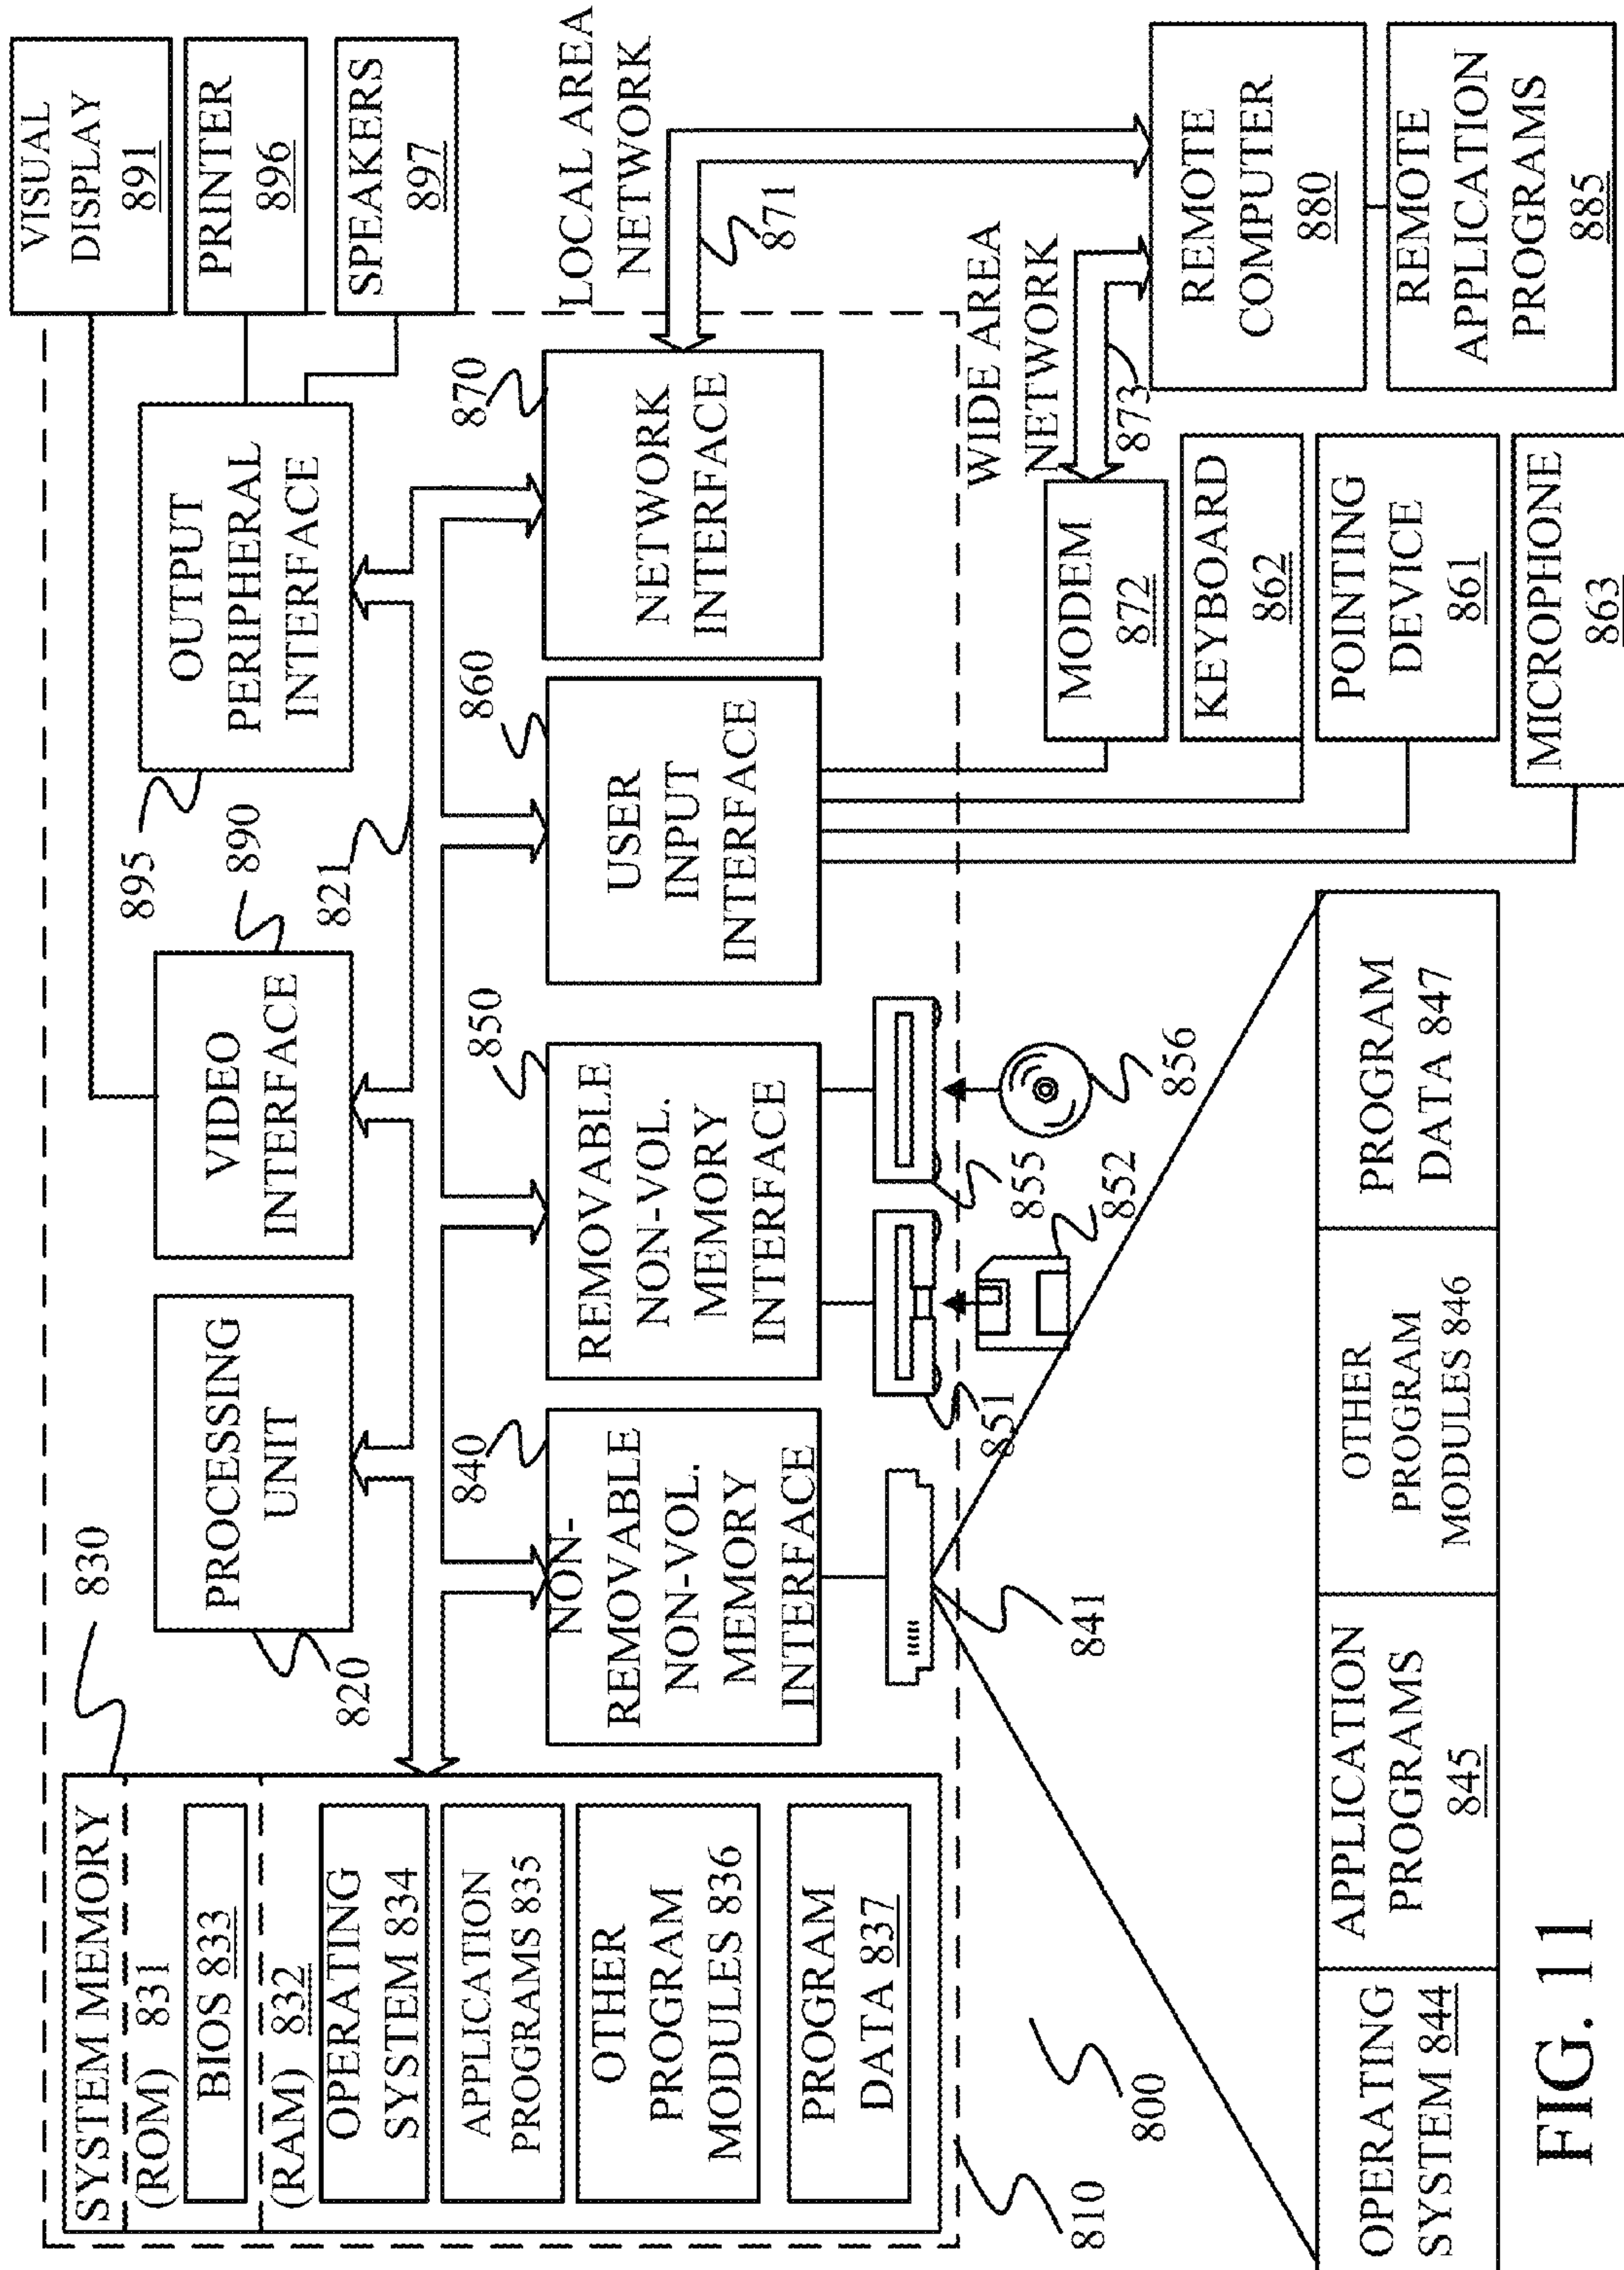 SYSTEM MEMORY
(ROM) 831
BIOS 833
(RAM) 832
OPERATING
SYSTEM 834
APPLICATION
PROGRAMS 835
OTHER
PROGRAM
MODULES 836
PROGRAM
DATA 837
830
PROCESSING
UNIT
820
VIDEO
INTERFACE
890
821
OUTPUT
PERIPHERAL
INTERFACE
895
VISUAL
DISPLAY
891
PRINTER
896
SPEAKERS
897
840
NON-
REMOVABLE
NON-VOL.
MEMORY
INTERFACE
850
REMOVABLE
NON-VOL.
MEMORY
INTERFACE
860
USER
INPUT
INTERFACE
870
NETWORK
INTERFACE
LOCAL AREA
NETWORK
871
841
851
852
855
856
810
800
WIDE AREA
NETWORK
873
MODEM
872
KEYBOARD
862
POINTING
DEVICE
861
MICROPHONE
863
REMOTE
COMPUTER
880
REMOTE
APPLICATION
PROGRAMS
885
OPERATING
SYSTEM 844
APPLICATION
PROGRAMS
845
OTHER
PROGRAM
MODULES 846
PROGRAM
DATA 847
FIG. 11